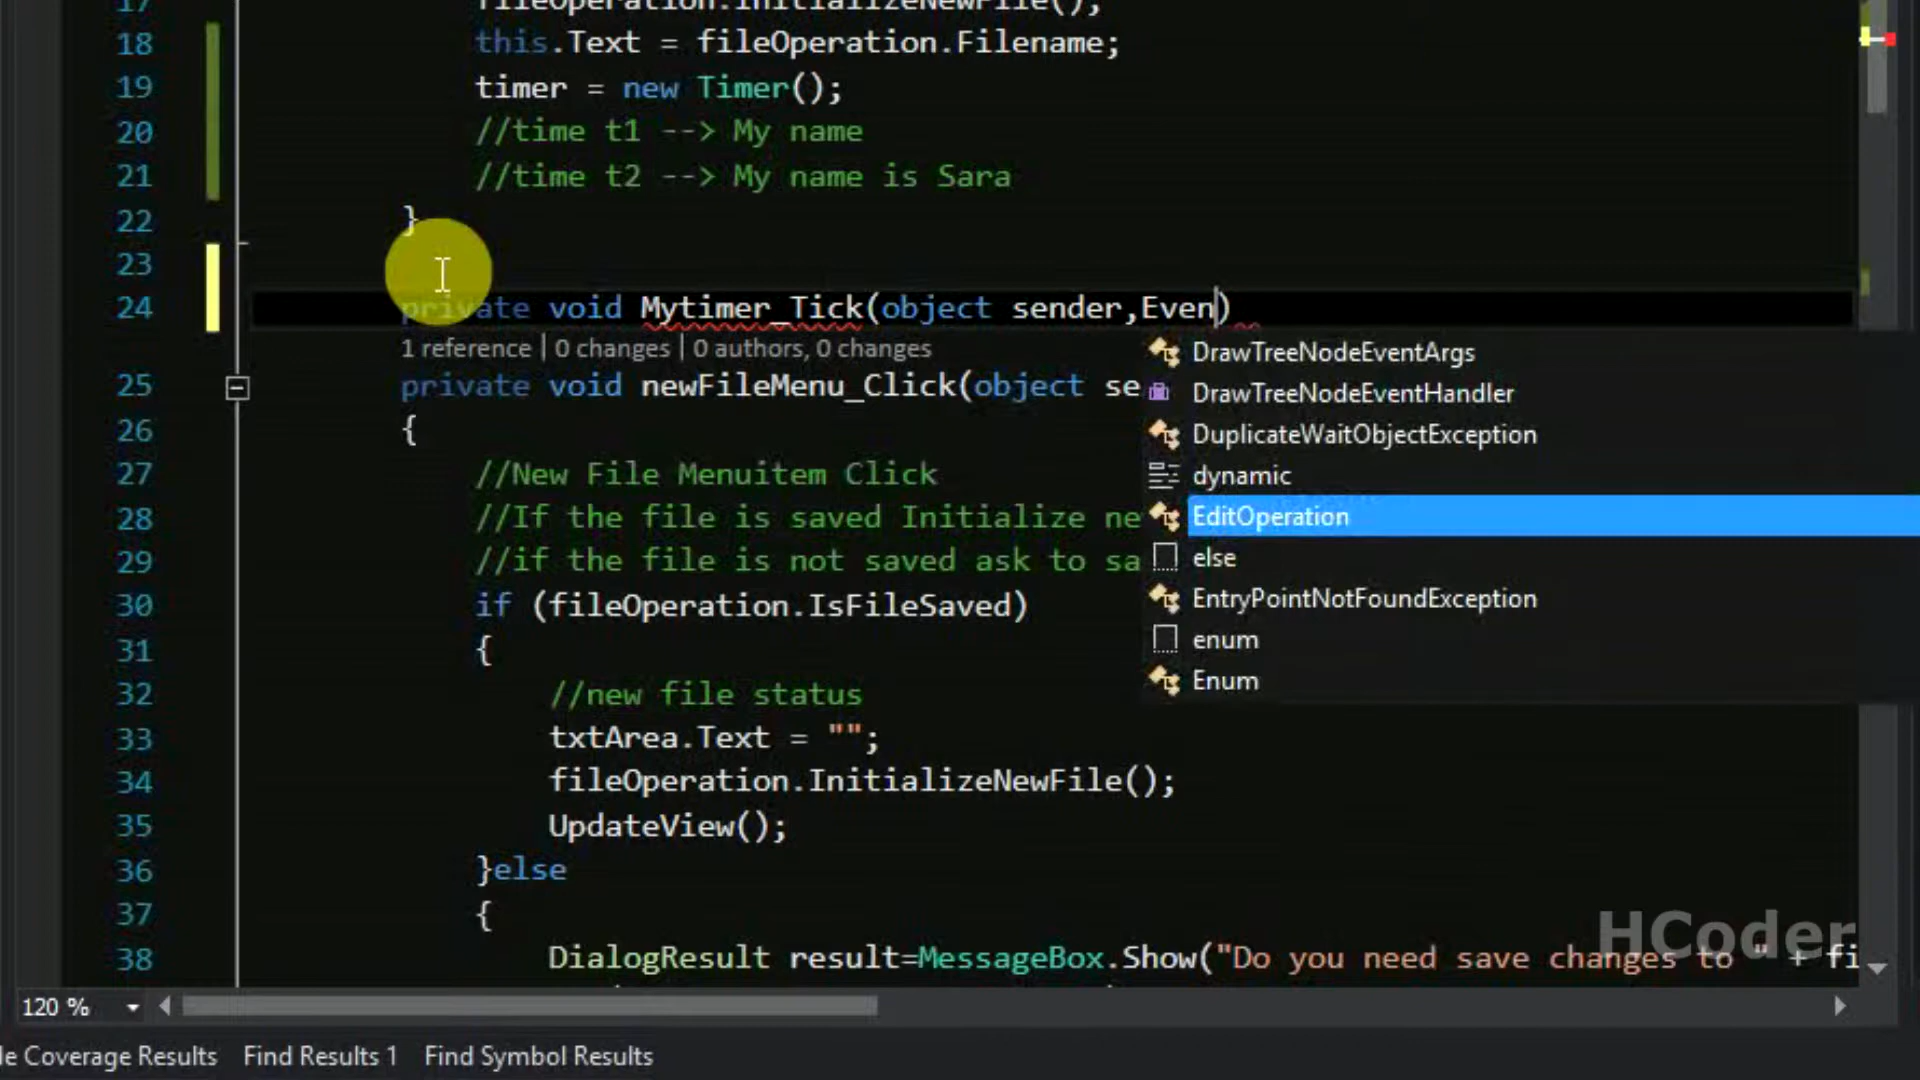 17 fileOperation.InitializeNewFile();
18 this.Text = fileOperation.Filename;
19 timer = new Timer();
20 //time t1 --> My name
21 //time t2 --> My name is Sara
22 }
23
24 private void Mytimer_Tick(object sender,Even)
1 reference | 0 changes | 0 authors, 0 changes
25 private void newFileMenu_Click(object se
26 {
27 //New File Menuitem Click
28 //If the file is saved Initialize ne
29 //if the file is not saved ask to sa
30 if (fileOperation.IsFileSaved)
31 {
32 //new file status
33 txtArea.Text = "";
34 fileOperation.InitializeNewFile();
35 UpdateView();
36 }else
37 {
38 DialogResult result=MessageBox.Show("Do you need save changes to " + fi
DrawTreeNodeEventArgs
DrawTreeNodeEventHandler
DuplicateWaitObjectException
dynamic
EditOperation
else
EntryPointNotFoundException
enum
Enum
HCoder
120 %
le Coverage Results Find Results 1 Find Symbol Results